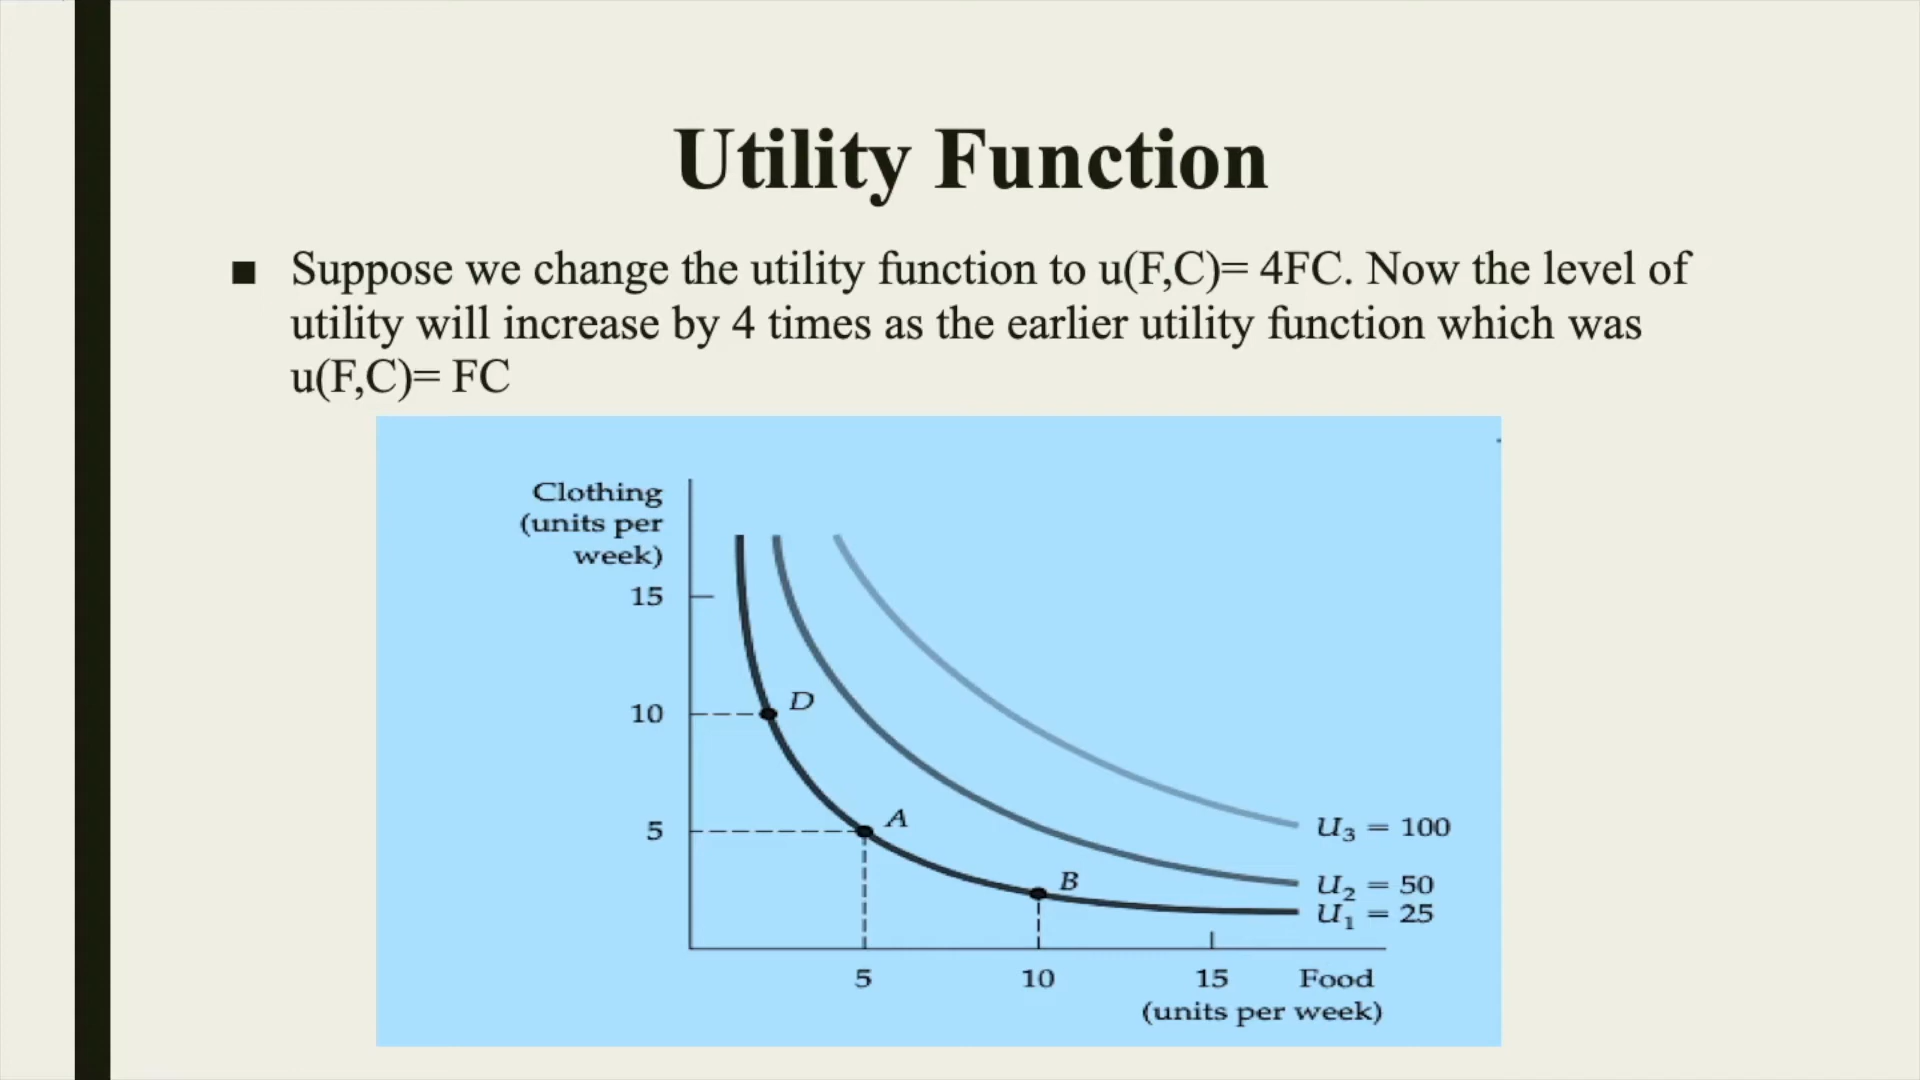 Utility Function
■ Suppose we change the utility function to u(F,C)= 4FC. Now the level of
utility will increase by 4 times as the earlier utility function which was
u(F,C)= FC
Clothing
(units per
week)
15
10
5
D
A
B
U₃ = 100
U₂ = 50
U₁ = 25
5 10 15 Food
(units per week)